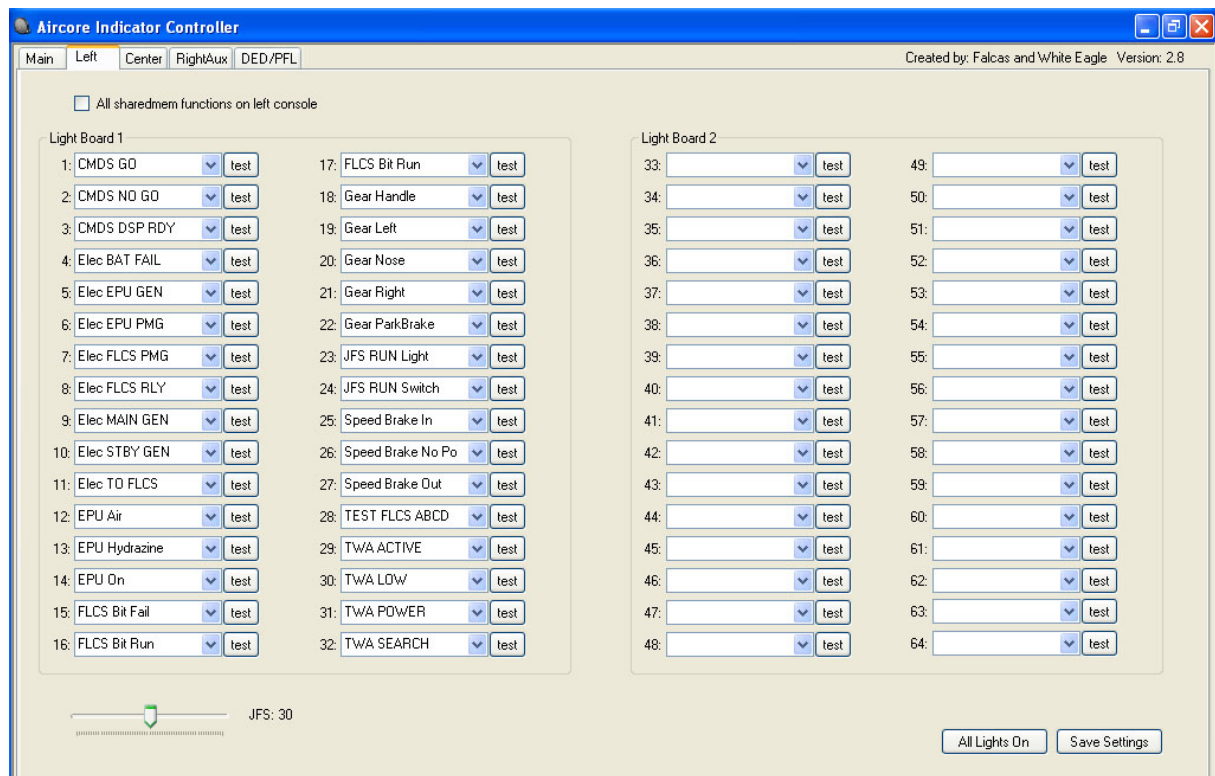 Aircore Indicator Controller
Main Left Center RightAux DED/PFL Created by: Falcas and White Eagle Version: 2.8
All sharedmem functions on left console
Light Board 1
1: CMDS GO test
2: CMDS NO GO test
3: CMDS DSP RDY test
4: Elec BAT FAIL test
5: Elec EPU GEN test
6: Elec EPU PMG test
7: Elec FLCS PMG test
8: Elec FLCS RLY test
9: Elec MAIN GEN test
10: Elec STBY GEN test
11: Elec TO FLCS test
12: EPU Air test
13: EPU Hydrazine test
14: EPU On test
15: FLCS Bit Fail test
16: FLCS Bit Run test
17: FLCS Bit Run test
18: Gear Handle test
19: Gear Left test
20: Gear Nose test
21: Gear Right test
22: Gear ParkBrake test
23: JFS RUN Light test
24: JFS RUN Switch test
25: Speed Brake In test
26: Speed Brake No Po test
27: Speed Brake Out test
28: TEST FLCS ABCD test
29: TWA ACTIVE test
30: TWA LOW test
31: TWA POWER test
32: TWA SEARCH test
Light Board 2
33: test
34: test
35: test
36: test
37: test
38: test
39: test
40: test
41: test
42: test
43: test
44: test
45: test
46: test
47: test
48: test
49: test
50: test
51: test
52: test
53: test
54: test
55: test
56: test
57: test
58: test
59: test
60: test
61: test
62: test
63: test
64: test
JFS: 30
All Lights On Save Settings